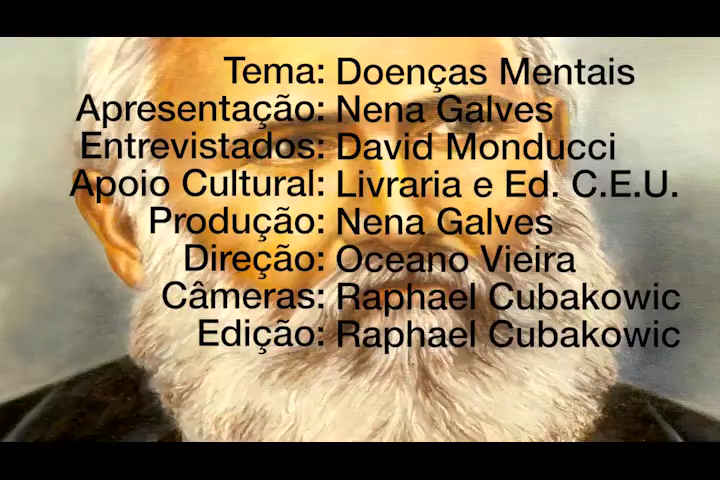 Tema: Doenças Mentais
Apresentação: Nena Galves
Entrevistados: David Monducci
Apoio Cultural: Livraria e Ed. C.E.U.
Produção: Nena Galves
Direção: Oceano Vieira
Câmeras: Raphael Cubakowic
Edição: Raphael Cubakowic